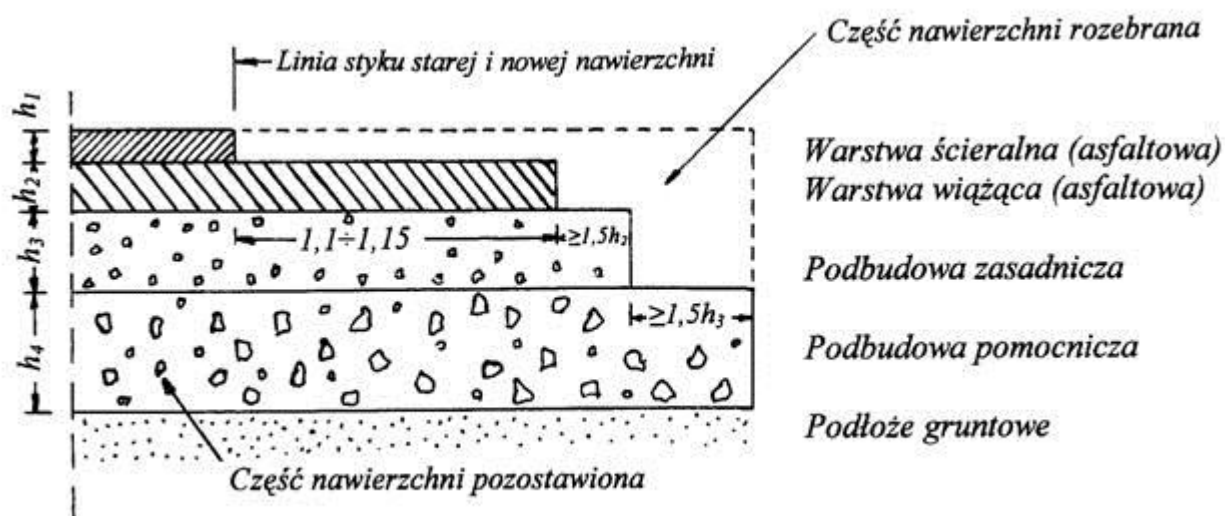 Część nawierzchni rozebrana
Linia styku starej i nowej nawierzchni
h1
h2
h3
h4
Warstwa ścieralna (asfaltowa)
Warstwa wiążąca (asfaltowa)
1,1÷1,15
≥1,5h2
Podbudowa zasadnicza
≥1,5h3
Podbudowa pomocnicza
Podłoże gruntowe
Część nawierzchni pozostawiona